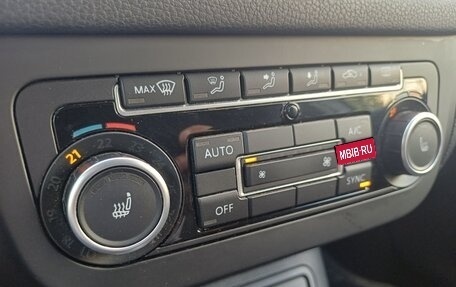 MAX
A/C
AUTO
MBIB.RU
SYNC
OFF
21
22
20
19